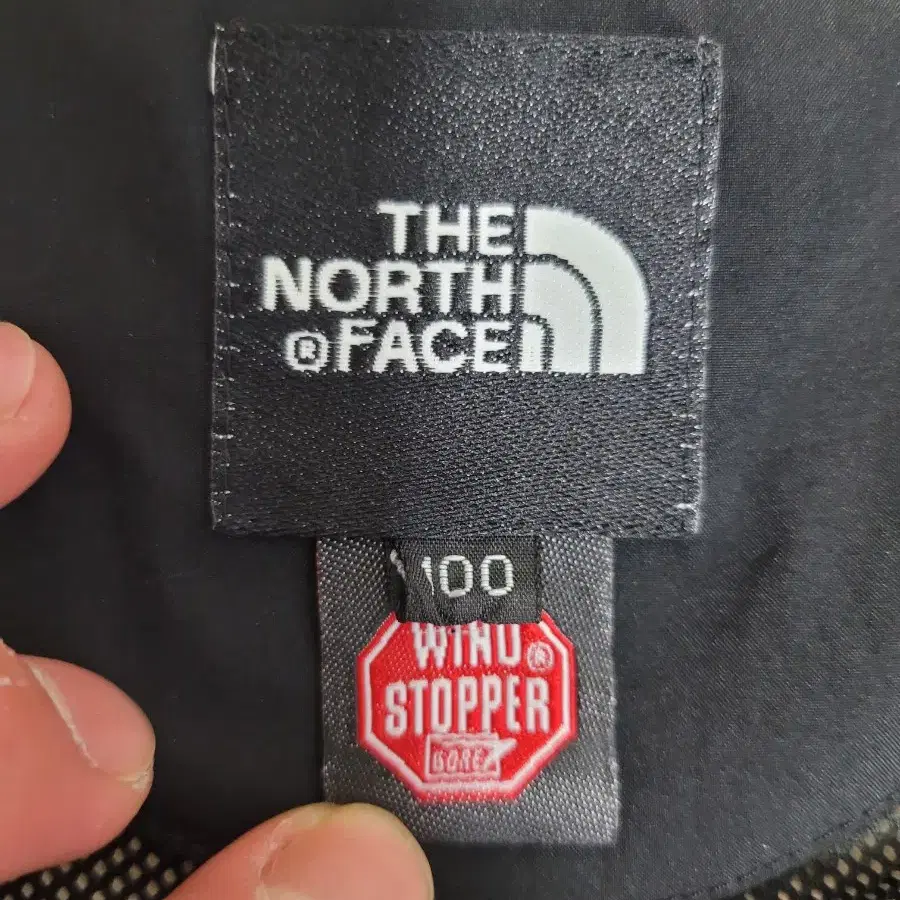 THE
NORTH
®FACE
100
WIND®
STOPPER
GORE